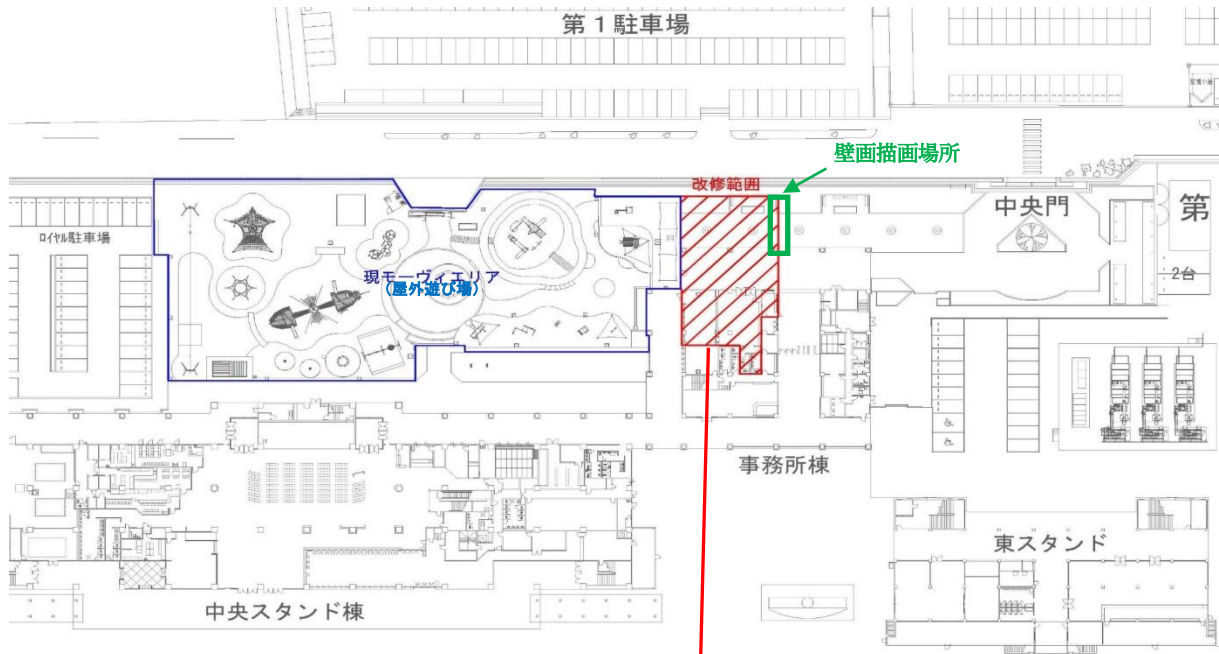 第1駐車場
壁画描画場所
改修範囲
中央門
第
ロイヤル駐車場
現モーヴィエリア
（屋外遊び場）
2台
事務所棟
東スタンド
中央スタンド棟